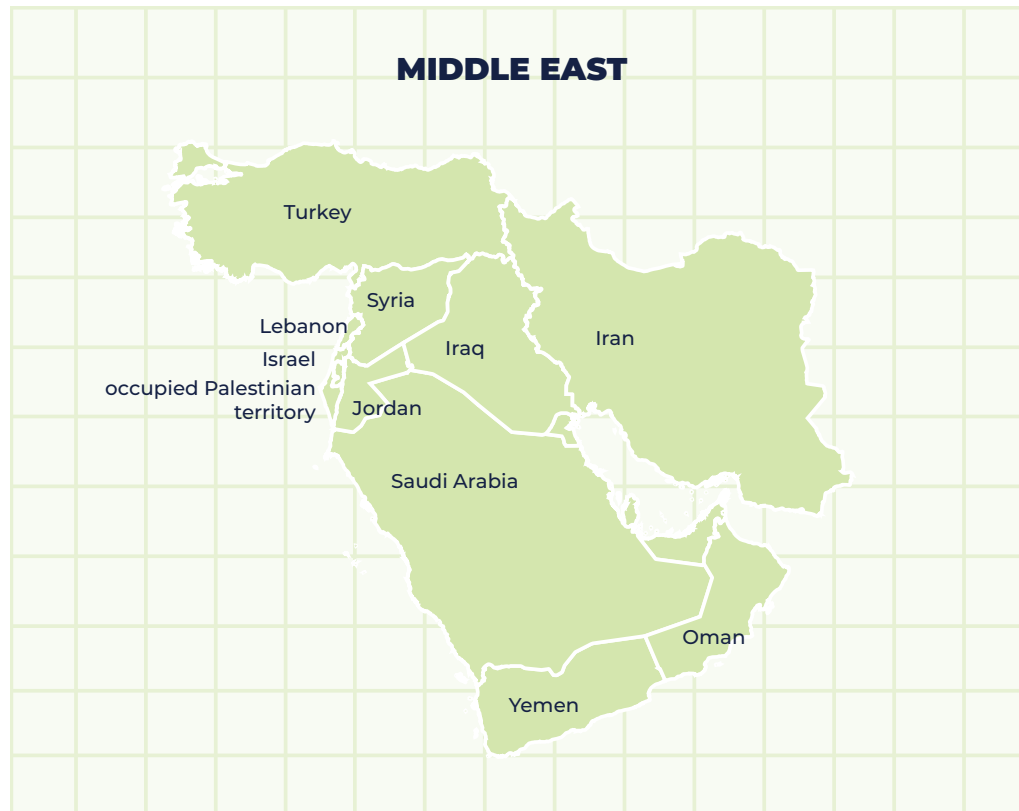 MIDDLE EAST
Turkey
Syria
Lebanon
Iran
Iraq
Israel
occupied Palestinian
territory
Jordan
Saudi Arabia
Oman
Yemen